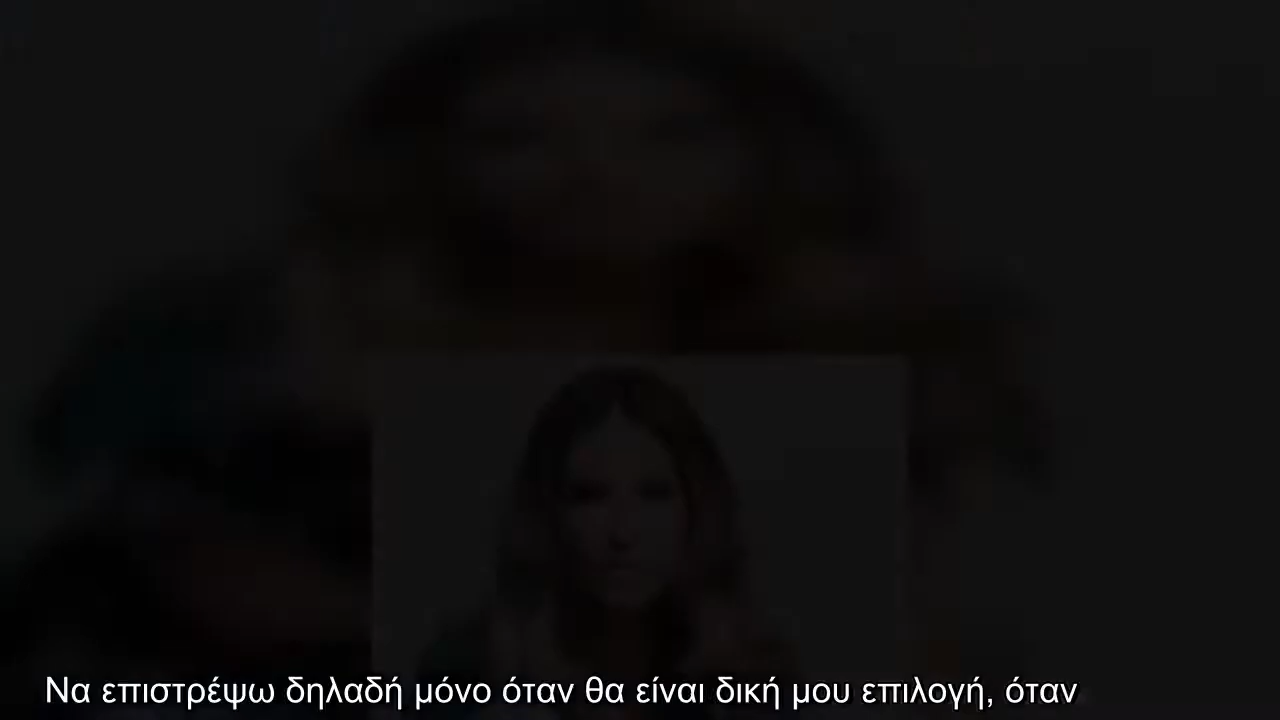 Να επιστρέψω δηλαδή μόνο όταν θα είναι δική μου επιλογή, όταν